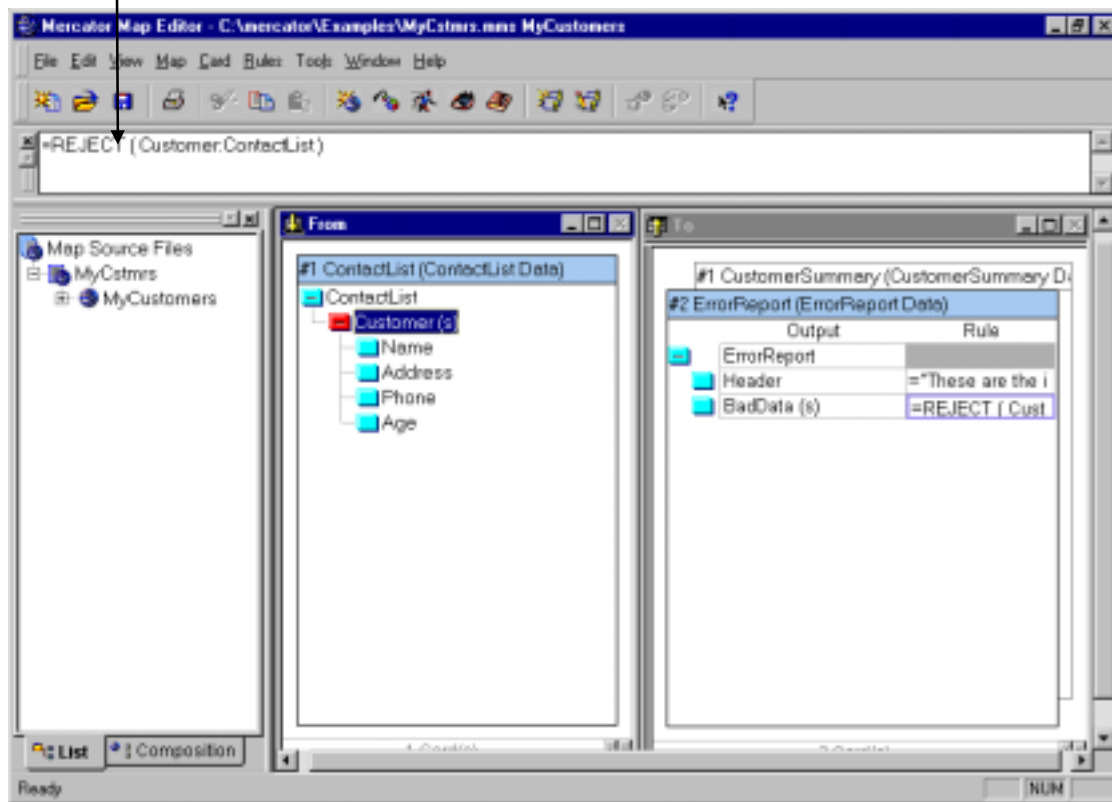 Mercator Map Editor - C:\mercator\Examples\MyCstmrs.mms MyCustomers
File Edit View Map Card Rules Tools Window Help
=REJECT ( Customer:ContactList )
Map Source Files
MyCstmrs
MyCustomers
List
Composition
From
#1 ContactList (ContactList Data)
ContactList
Customer (s)
Name
Address
Phone
Age
To
#1 CustomerSummary (CustomerSummary D
#2 ErrorReport (ErrorReport Data)
Output Rule
ErrorReport
Header ="These are the i
BadData (s) =REJECT ( Cust
Ready
NUM